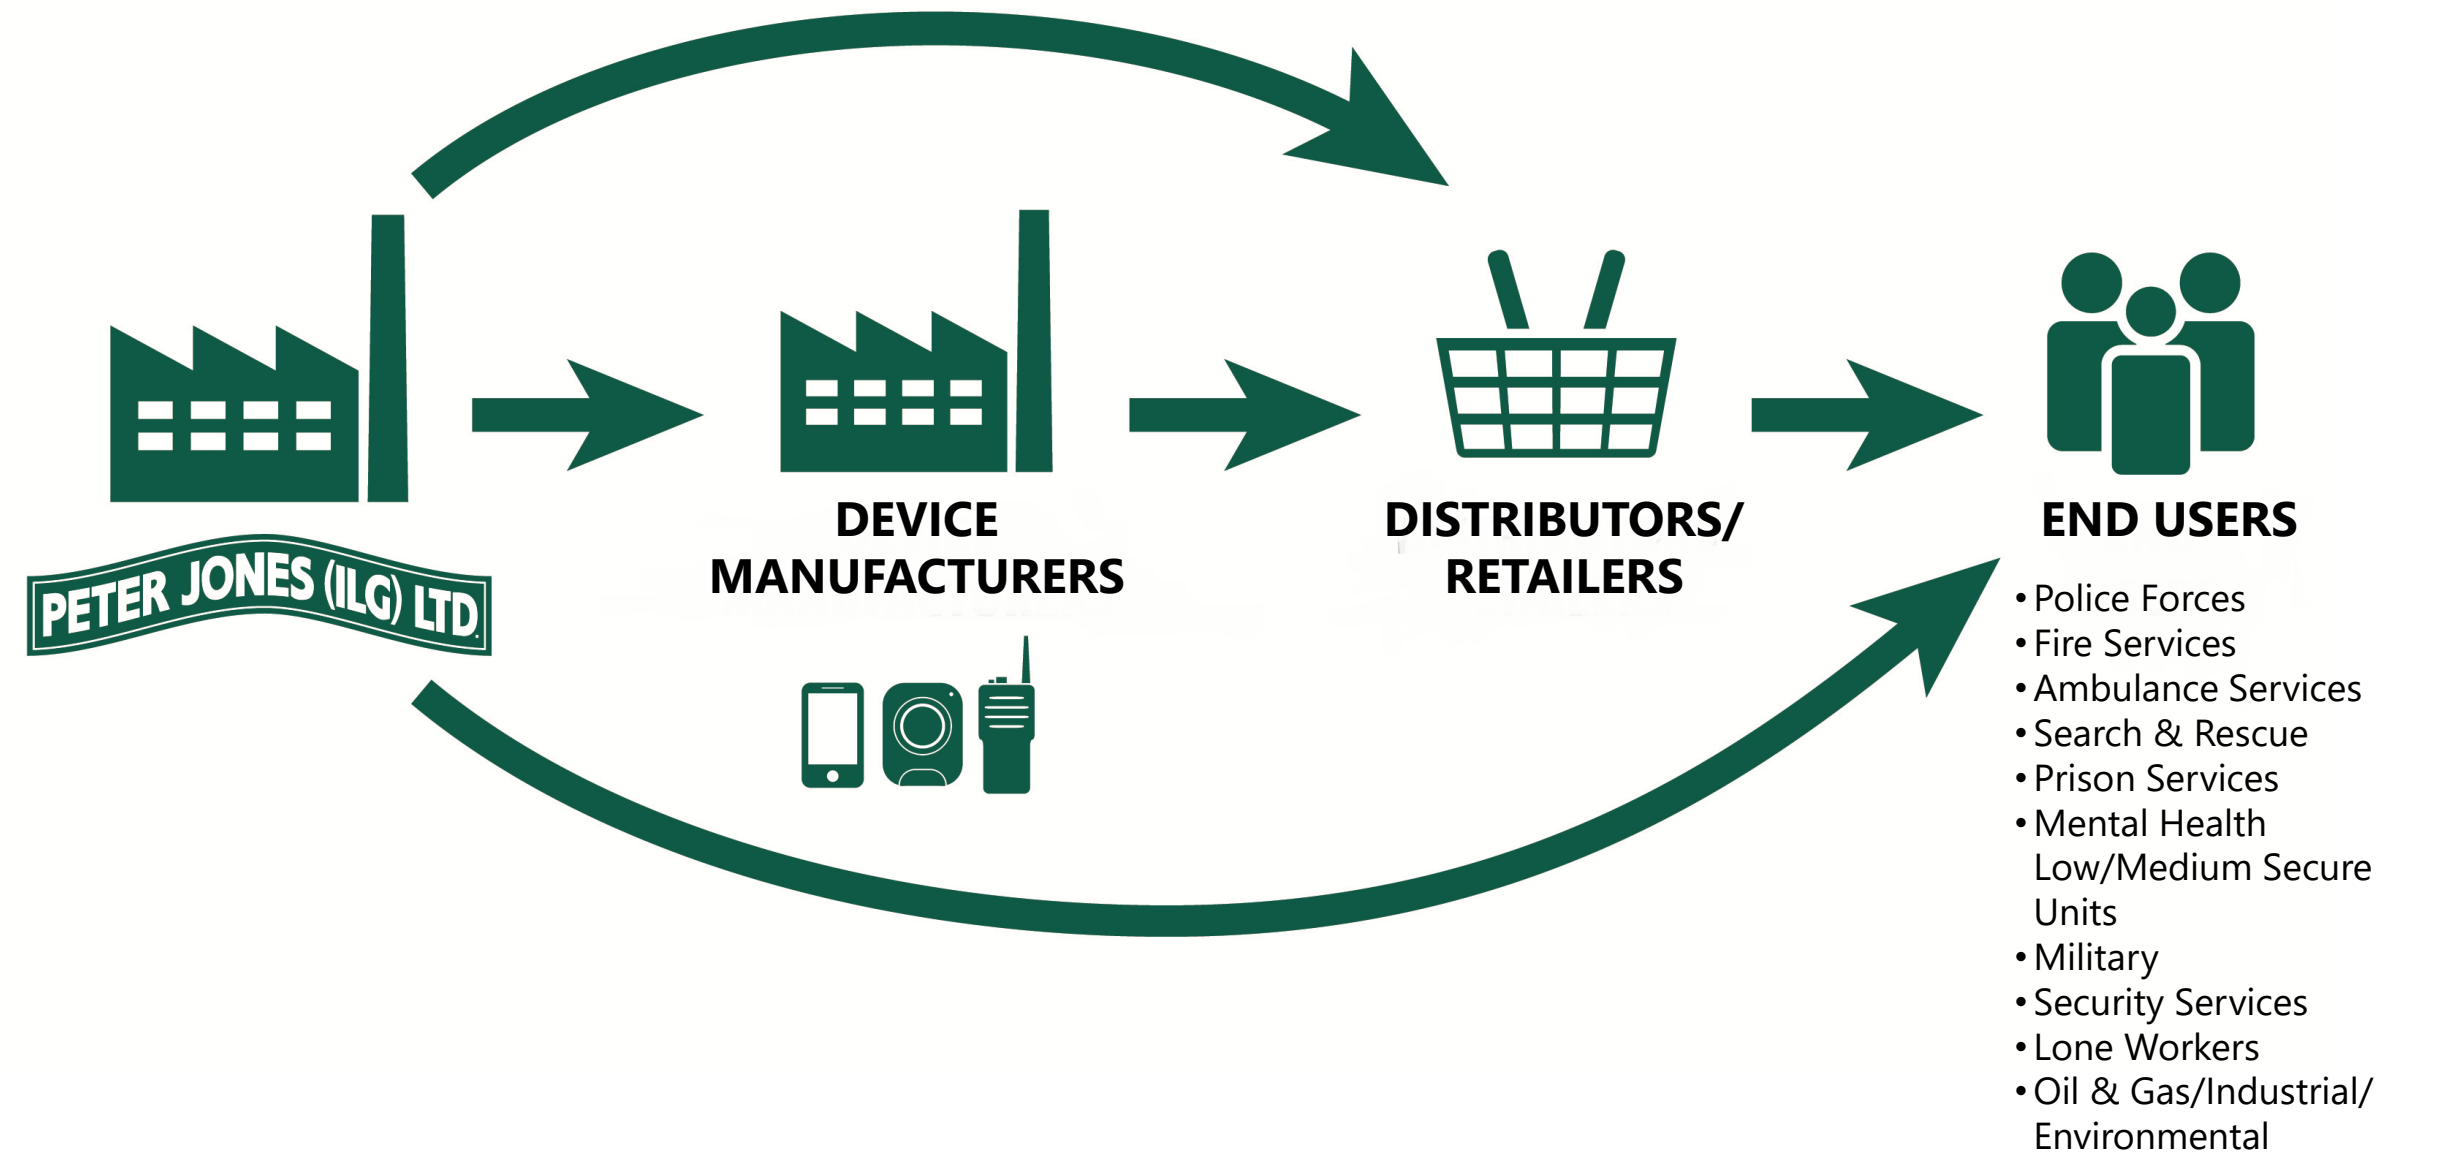 PETER JONES (ILG) LTD.
DEVICE
MANUFACTURERS
DISTRIBUTORS/
RETAILERS
END USERS
• Police Forces
• Fire Services
• Ambulance Services
• Search & Rescue
• Prison Services
• Mental Health
Low/Medium Secure
Units
• Military
• Security Services
• Lone Workers
• Oil & Gas/Industrial/
Environmental